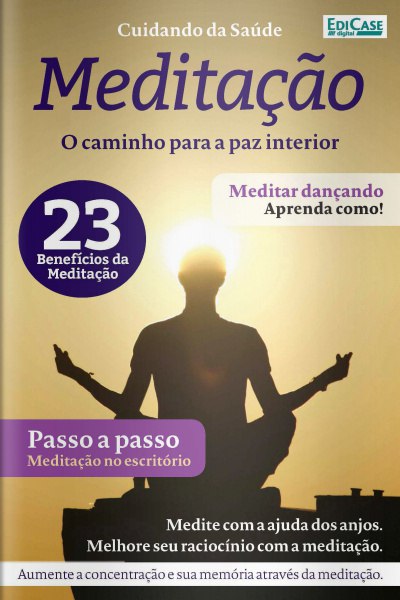 Cuidando da Saúde
EDICASE
digital
Meditação
O caminho para a paz interior
Meditar dançando
Aprenda como!
23
Benefícios da
Meditação
Passo a passo
Meditação no escritório
Medite com a ajuda dos anjos.
Melhore seu raciocínio com a meditação.
Aumente a concentração e sua memória através da meditação.